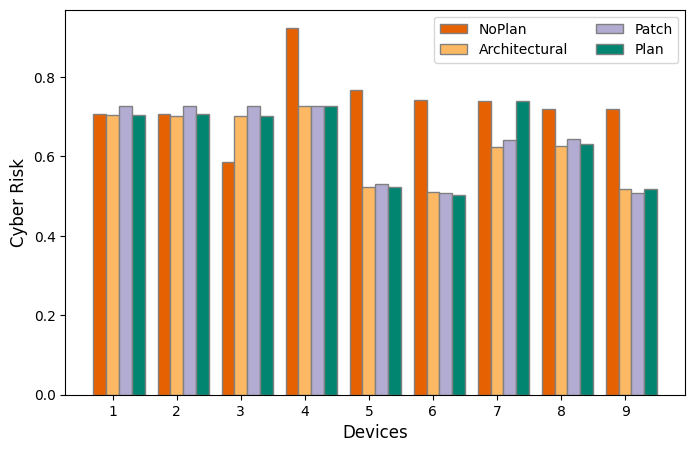 NoPlan
Architectural
Patch
Plan
Cyber Risk
0.8
0.6
0.4
0.2
0.0
1 2 3 4 5 6 7 8 9
Devices